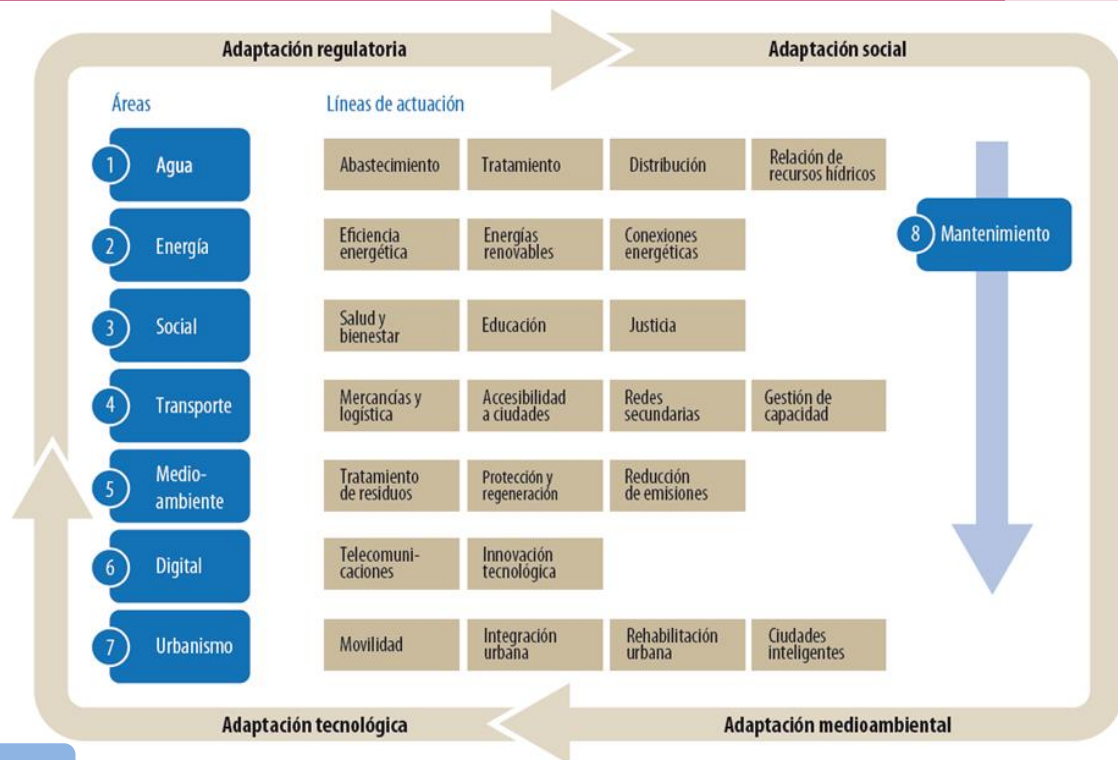 Adaptación regulatoria
Adaptación social
Áreas
Líneas de actuación
1
Agua
Abastecimiento
Tratamiento
Distribución
Relación de
recursos hídricos
8
Mantenimiento
2
Energía
Eficiencia
energética
Energías
renovables
Conexiones
energéticas
3
Social
Salud y
bienestar
Educación
Justicia
4
Transporte
Mercancías y
logística
Accesibilidad
a ciudades
Redes
secundarias
Gestión de
capacidad
5
Medio-
ambiente
Tratamiento
de residuos
Protección y
regeneración
Reducción
de emisiones
6
Digital
Telecomuni-
caciones
Innovación
tecnológica
7
Urbanismo
Movilidad
Integración
urbana
Rehabilitación
urbana
Ciudades
inteligentes
Adaptación tecnológica
Adaptación medioambiental